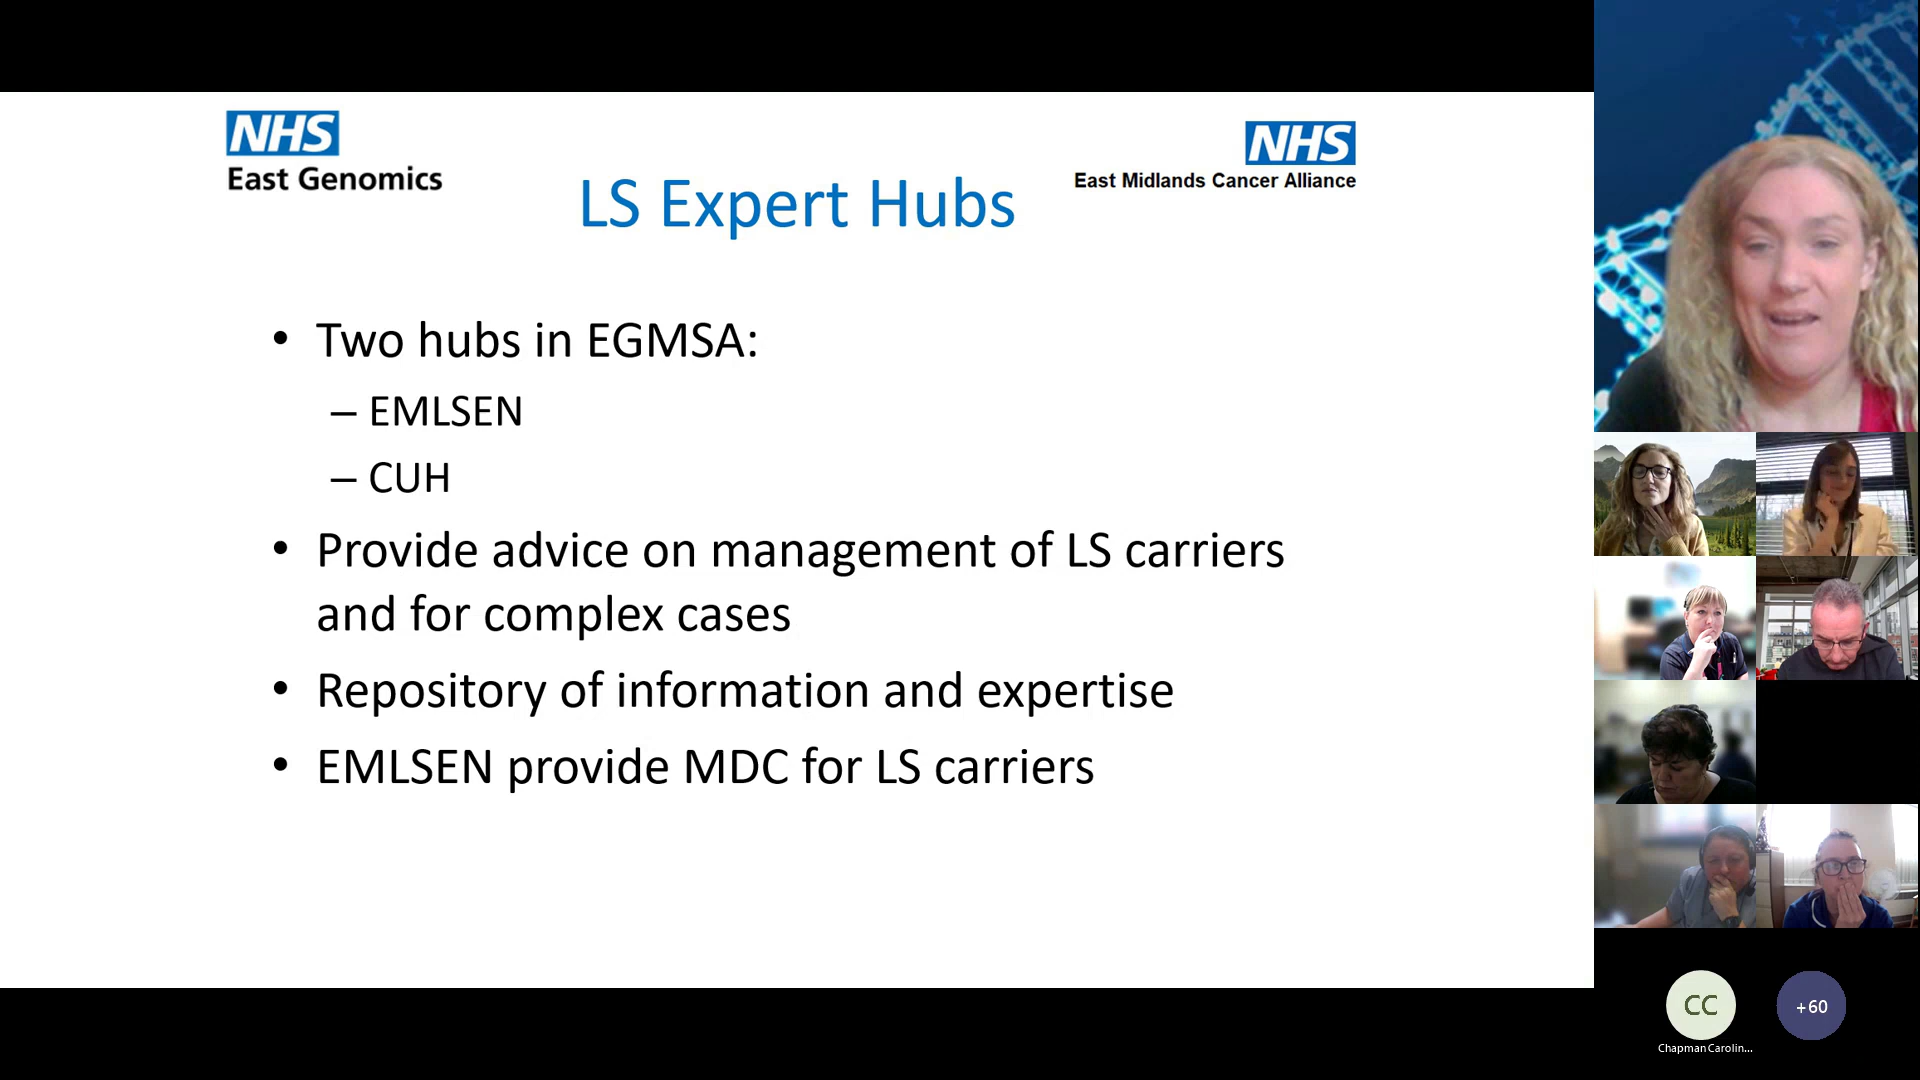 NHS
East Genomics
NHS
East Midlands Cancer Alliance
LS Expert Hubs
• Two hubs in EGMSA:
– EMLSEN
– CUH
• Provide advice on management of LS carriers
and for complex cases
• Repository of information and expertise
• EMLSEN provide MDC for LS carriers
CC
+60
Chapman Carolin...